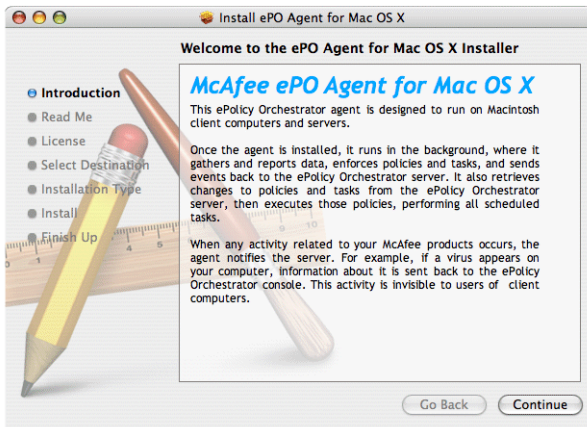 Install ePO Agent for Mac OS X
Welcome to the ePO Agent for Mac OS X Installer
Introduction
Read Me
License
Select Destination
Installation Type
Install
Finish Up
McAfee ePO Agent for Mac OS X
This ePolicy Orchestrator agent is designed to run on Macintosh
client computers and servers.
Once the agent is installed, it runs in the background, where it
gathers and reports data, enforces policies and tasks, and sends
events back to the ePolicy Orchestrator server. It also retrieves
changes to policies and tasks from the ePolicy Orchestrator
server, then executes those policies, performing all scheduled
tasks.
When any activity related to your McAfee products occurs, the
agent notifies the server. For example, if a virus appears on
your computer, information about it is sent back to the ePolicy
Orchestrator console. This activity is invisible to users of client
computers.
Go Back
Continue